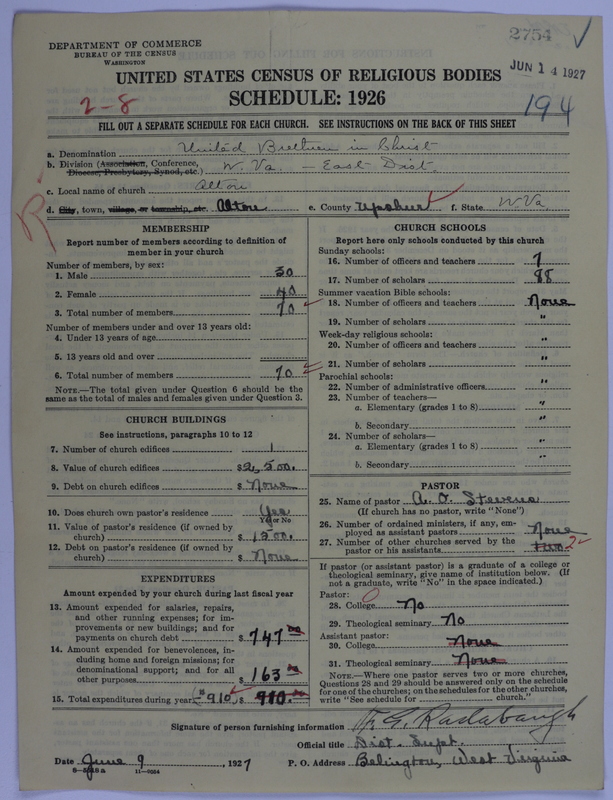 2754
DEPARTMENT OF COMMERCE
BUREAU OF THE CENSUS
WASHINGTON
JUN 14 1927
UNITED STATES CENSUS OF RELIGIOUS BODIES
SCHEDULE: 1926
2-8
194
FILL OUT A SEPARATE SCHEDULE FOR EACH CHURCH. SEE INSTRUCTIONS ON THE BACK OF THIS SHEET
a. Denomination United Brethren in Christ
b. Division (Association, Conference, Diocese, Presbytery, Synod, etc.) W. Va. — East Dist.
c. Local name of church Alton
d. City, town, village, or township, etc. Alton e. County Upshur f. State W Va.
MEMBERSHIP
Report number of members according to definition of
member in your church
Number of members, by sex:
1. Male 30
2. Female 40
3. Total number of members 70
Number of members under and over 13 years old:
4. Under 13 years of age
5. 13 years old and over
6. Total number of members 70
NOTE.—The total given under Question 6 should be the
same as the total of males and females given under Question 3.
CHURCH BUILDINGS
See instructions, paragraphs 10 to 12
7. Number of church edifices 1
8. Value of church edifices $2,500.
9. Debt on church edifices $ None
10. Does church own pastor's residence? Yes
Yes or No
11. Value of pastor's residence (if owned by
church) $ 1500.
12. Debt on pastor's residence (if owned by
church) $ None
EXPENDITURES
Amount expended by your church during last fiscal year
13. Amount expended for salaries, repairs,
and other running expenses; for im-
provements or new buildings; and for
payments on church debt $ 747 00
14. Amount expended for benevolences, in-
cluding home and foreign missions; for
denominational support; and for all
other purposes $ 163 00
15. Total expenditures during year ($910) $ 910.00
CHURCH SCHOOLS
Report here only schools conducted by this church
Sunday schools:
16. Number of officers and teachers 7
17. Number of scholars 88
Summer vacation Bible schools:
18. Number of officers and teachers None
19. Number of scholars "
Week-day religious schools:
20. Number of officers and teachers "
21. Number of scholars "
Parochial schools:
22. Number of administrative officers "
23. Number of teachers—
a. Elementary (grades 1 to 8) "
b. Secondary "
24. Number of scholars—
a. Elementary (grades 1 to 8) "
b. Secondary "
PASTOR
25. Name of pastor A. O. Stevens
(If church has no pastor, write "None")
26. Number of ordained ministers, if any, em-
ployed as assistant pastors None
27. Number of other churches served by the
pastor or his assistants two 2
If pastor (or assistant pastor) is a graduate of a college or
theological seminary, give name of institution below. (If
not a graduate, write "No" in the space indicated.)
Pastor:
28. College No
29. Theological seminary No
Assistant pastor:
30. College None
31. Theological seminary None
NOTE.—Where one pastor serves two or more churches,
Questions 28 and 29 should be answered only on the schedule
for one of the churches; on the schedules for the other churches,
write "See schedule for church."
Signature of person furnishing information Radabaugh
Official title Dist. Supt.
Date June 9, 1927 P. O. Address Belington, West Virginia
11—9264